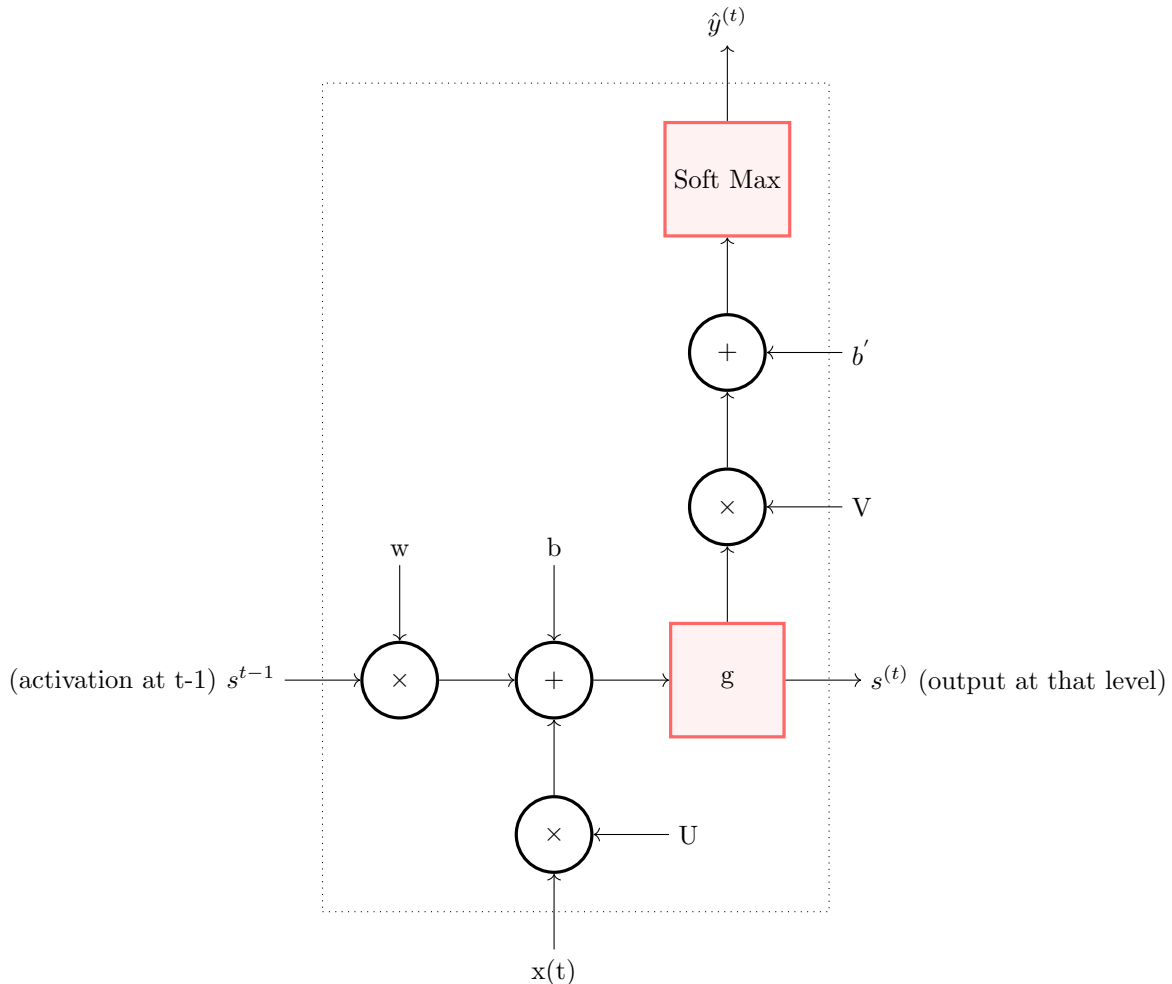 ŷ^(t)
Soft Max
+
b′
×
V
w
b
(activation at t-1) s^t−1
×
+
g
s^(t) (output at that level)
×
U
x(t)